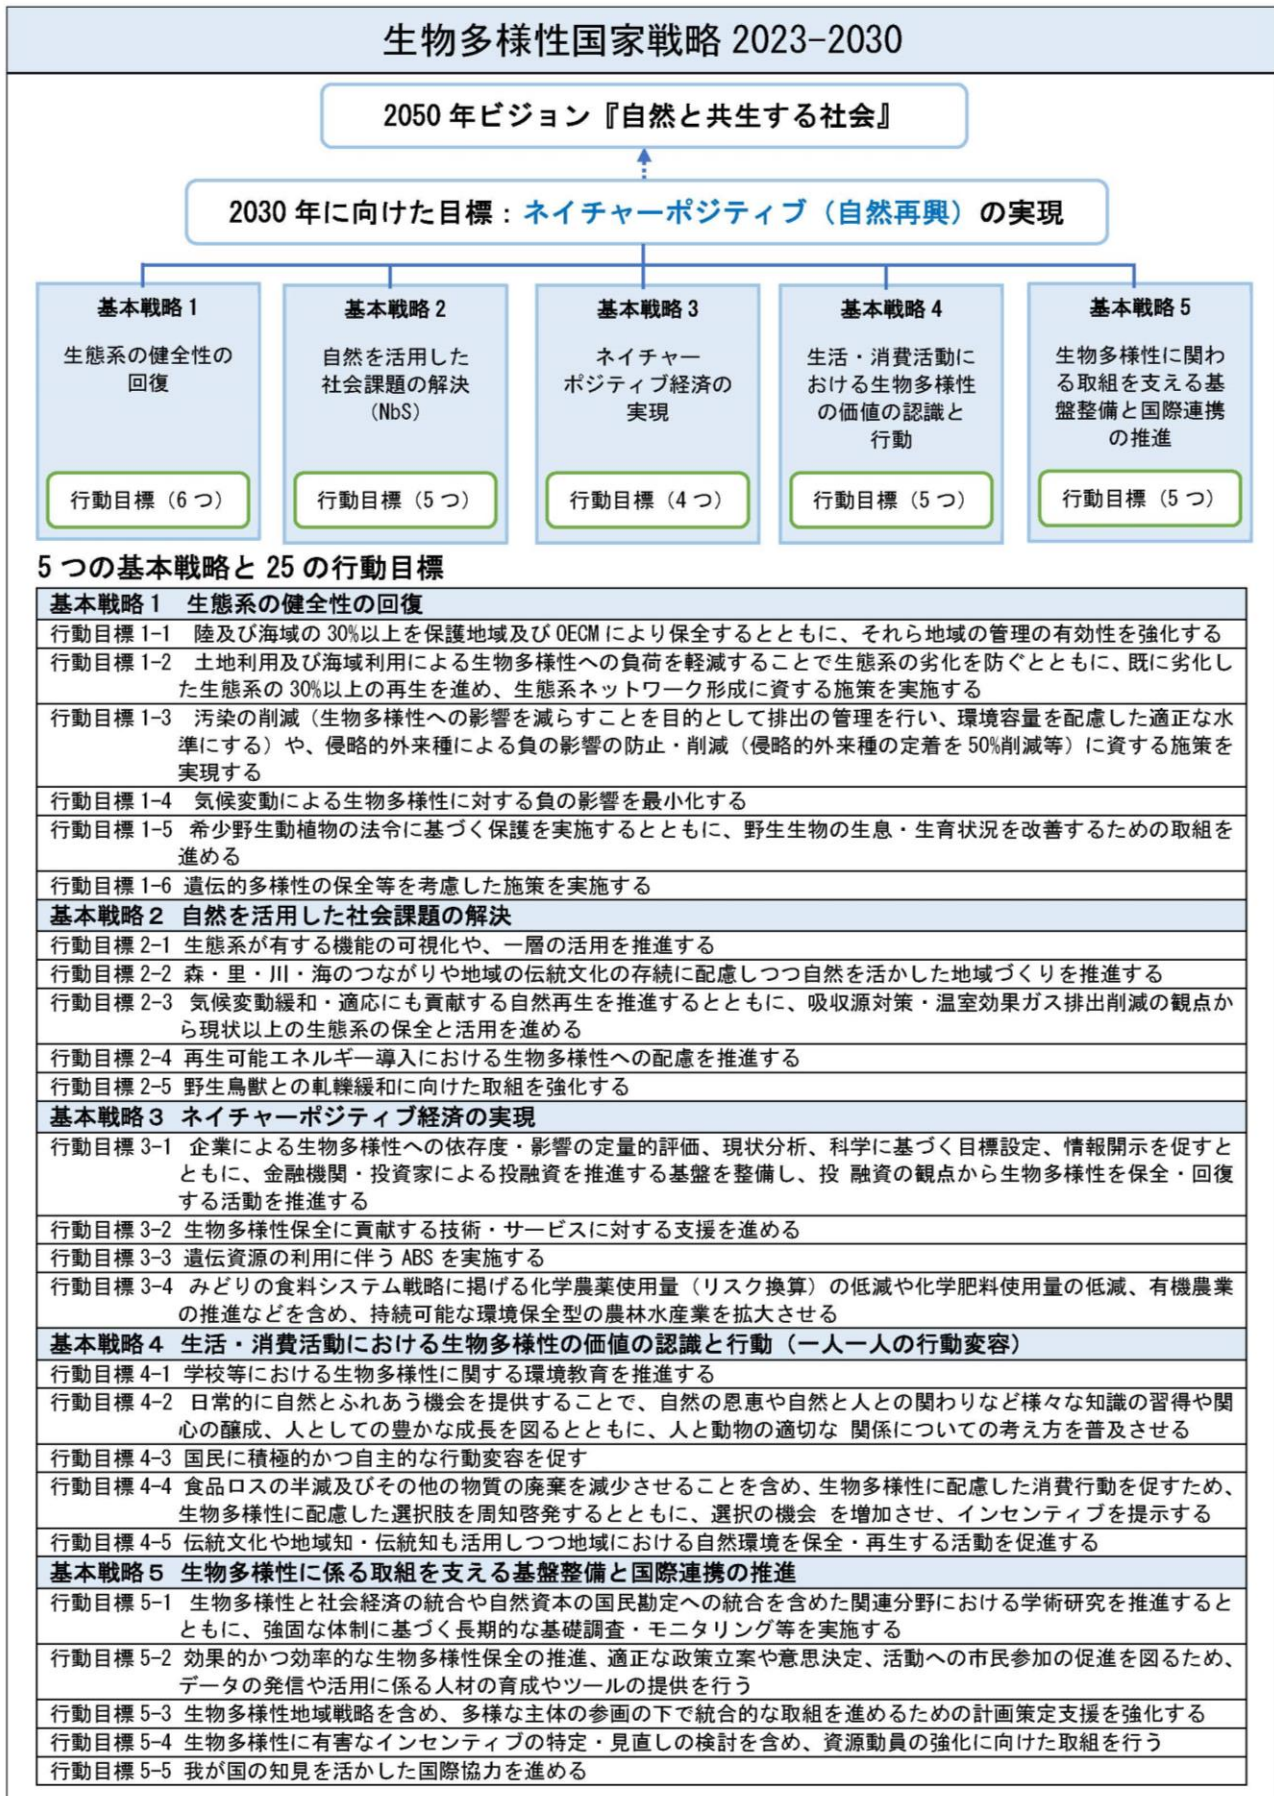 生物多様性国家戦略 2023-2030
2050 年ビジョン『自然と共生する社会』
2030 年に向けた目標：ネイチャーポジティブ（自然再興）の実現
基本戦略 1
生態系の健全性の
回復
行動目標（6 つ）
基本戦略 2
自然を活用した
社会課題の解決
（NbS）
行動目標（5 つ）
基本戦略 3
ネイチャー
ポジティブ経済の
実現
行動目標（4 つ）
基本戦略 4
生活・消費活動に
おける生物多様性
の価値の認識と
行動
行動目標（5 つ）
基本戦略 5
生物多様性に関わ
る取組を支える基
盤整備と国際連携
の推進
行動目標（5 つ）
5 つの基本戦略と 25 の行動目標
基本戦略１　生態系の健全性の回復
行動目標 1-1　陸及び海域の 30%以上を保護地域及び OECM により保全するとともに、それら地域の管理の有効性を強化する
行動目標 1-2　土地利用及び海域利用による生物多様性への負荷を軽減することで生態系の劣化を防ぐとともに、既に劣化し
た生態系の 30%以上の再生を進め、生態系ネットワーク形成に資する施策を実施する
行動目標 1-3　汚染の削減（生物多様性への影響を減らすことを目的として排出の管理を行い、環境容量を配慮した適正な水
準にする）や、侵略的外来種による負の影響の防止・削減（侵略的外来種の定着を 50%削減等）に資する施策を
実現する
行動目標 1-4　気候変動による生物多様性に対する負の影響を最小化する
行動目標 1-5　希少野生動植物の法令に基づく保護を実施するとともに、野生生物の生息・生育状況を改善するための取組を
進める
行動目標 1-6 遺伝的多様性の保全等を考慮した施策を実施する
基本戦略２ 自然を活用した社会課題の解決
行動目標 2-1 生態系が有する機能の可視化や、一層の活用を推進する
行動目標 2-2 森・里・川・海のつながりや地域の伝統文化の存続に配慮しつつ自然を活かした地域づくりを推進する
行動目標 2-3　気候変動緩和・適応にも貢献する自然再生を推進するとともに、吸収源対策・温室効果ガス排出削減の観点か
ら現状以上の生態系の保全と活用を進める
行動目標 2-4 再生可能エネルギー導入における生物多様性への配慮を推進する
行動目標 2-5 野生鳥獣との軋轢緩和に向けた取組を強化する
基本戦略３ ネイチャーポジティブ経済の実現
行動目標 3-1　企業による生物多様性への依存度・影響の定量的評価、現状分析、科学に基づく目標設定、情報開示を促すと
ともに、金融機関・投資家による投融資を推進する基盤を整備し、投 融資の観点から生物多様性を保全・回復
する活動を推進する
行動目標 3-2 生物多様性保全に貢献する技術・サービスに対する支援を進める
行動目標 3-3 遺伝資源の利用に伴う ABS を実施する
行動目標 3-4　みどりの食料システム戦略に掲げる化学農薬使用量（リスク換算）の低減や化学肥料使用量の低減、有機農業
の推進などを含め、持続可能な環境保全型の農林水産業を拡大させる
基本戦略４ 生活・消費活動における生物多様性の価値の認識と行動（一人一人の行動変容）
行動目標 4-1 学校等における生物多様性に関する環境教育を推進する
行動目標 4-2　日常的に自然とふれあう機会を提供することで、自然の恩恵や自然と人との関わりなど様々な知識の習得や関
心の醸成、人としての豊かな成長を図るとともに、人と動物の適切な 関係についての考え方を普及させる
行動目標 4-3 国民に積極的かつ自主的な行動変容を促す
行動目標 4-4 食品ロスの半減及びその他の物質の廃棄を減少させることを含め、生物多様性に配慮した消費行動を促すため、
生物多様性に配慮した選択肢を周知啓発するとともに、選択の機会 を増加させ、インセンティブを提示する
行動目標 4-5 伝統文化や地域知・伝統知も活用しつつ地域における自然環境を保全・再生する活動を促進する
基本戦略５ 生物多様性に係る取組を支える基盤整備と国際連携の推進
行動目標 5-1　生物多様性と社会経済の統合や自然資本の国民勘定への統合を含めた関連分野における学術研究を推進すると
ともに、強固な体制に基づく長期的な基礎調査・モニタリング等を実施する
行動目標 5-2 効果的かつ効率的な生物多様性保全の推進、適正な政策立案や意思決定、活動への市民参加の促進を図るため、
データの発信や活用に係る人材の育成やツールの提供を行う
行動目標 5-3 生物多様性地域戦略を含め、多様な主体の参画の下で統合的な取組を進めるための計画策定支援を強化する
行動目標 5-4 生物多様性に有害なインセンティブの特定・見直しの検討を含め、資源動員の強化に向けた取組を行う
行動目標 5-5 我が国の知見を活かした国際協力を進める